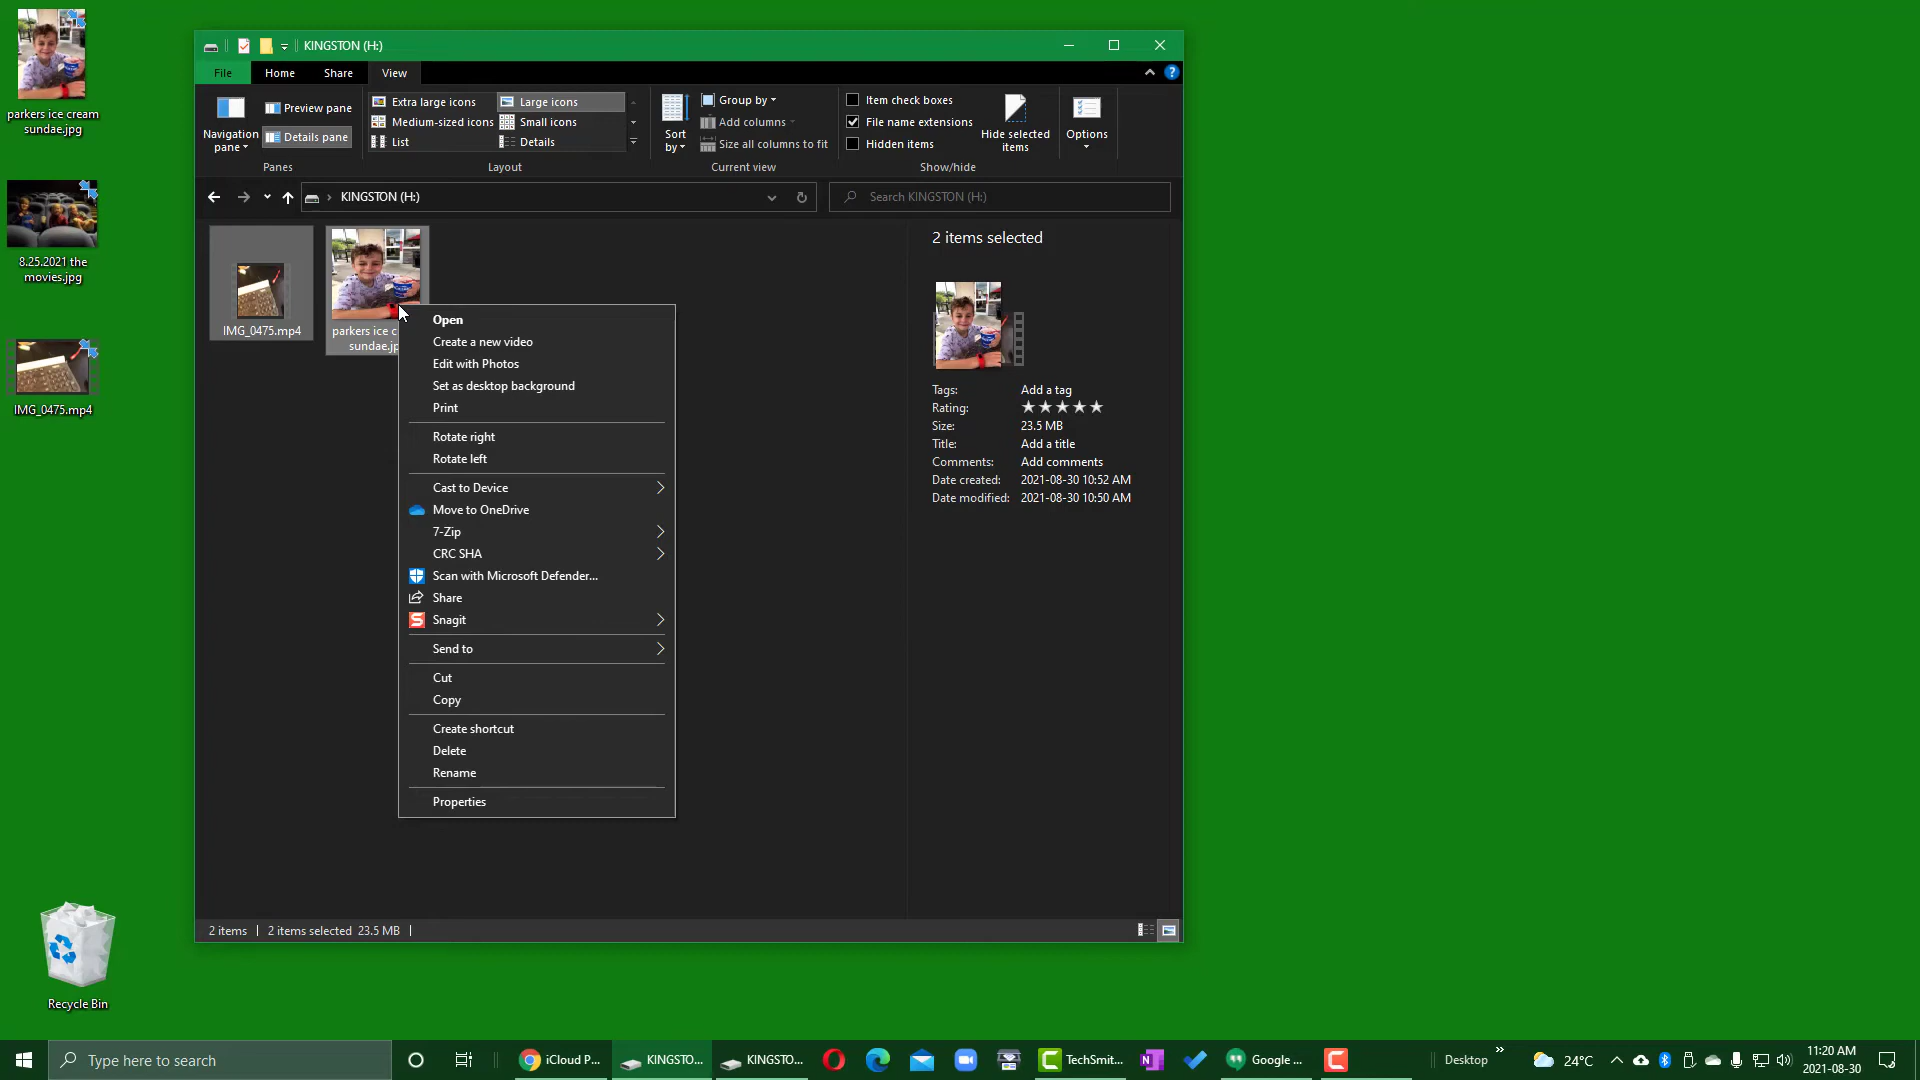 parkers ice cream
sundae.jpg
8.25.2021 the
movies.jpg
IMG_0475.mp4
Recycle Bin
KINGSTON (H:)
File
Home
Share
View
Navigation
pane
Preview pane
Details pane
Panes
Extra large icons
Large icons
Medium-sized icons
Small icons
List
Details
Layout
Sort
by
Group by
Add columns
Size all columns to fit
Current view
Item check boxes
File name extensions
Hidden items
Hide selected
items
Show/hide
Options
KINGSTON (H:)
Search KINGSTON (H:)
IMG_0475.mp4
parkers ice c
sundae.jp
Open
Create a new video
Edit with Photos
Set as desktop background
Print
Rotate right
Rotate left
Cast to Device
Move to OneDrive
7-Zip
CRC SHA
Scan with Microsoft Defender...
Share
Snagit
Send to
Cut
Copy
Create shortcut
Delete
Rename
Properties
2 items selected
Tags: Add a tag
Rating:
Size: 23.5 MB
Title: Add a title
Comments: Add comments
Date created: 2021-08-30 10:52 AM
Date modified: 2021-08-30 10:50 AM
2 items
2 items selected 23.5 MB
Type here to search
iCloud P...
KINGSTO...
KINGSTO...
TechSmit...
Google ...
Desktop
24°C
11:20 AM
2021-08-30